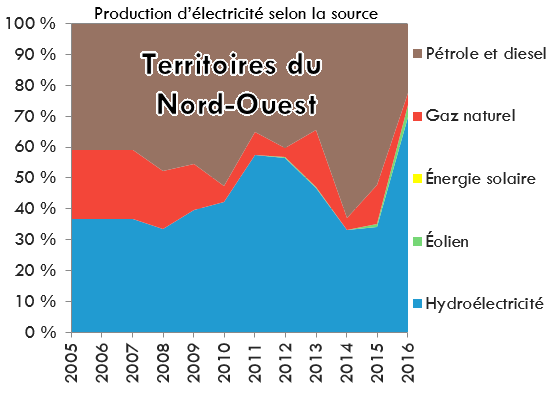 Production d'électricité selon la source
100 %
90 %
80 %
70 %
60 %
50 %
40 %
30 %
20 %
10 %
0 %
Territoires du
Nord-Ouest
2005
2006
2007
2008
2009
2010
2011
2012
2013
2014
2015
2016
Pétrole et diesel
Gaz naturel
Énergie solaire
Éolien
Hydroélectricité